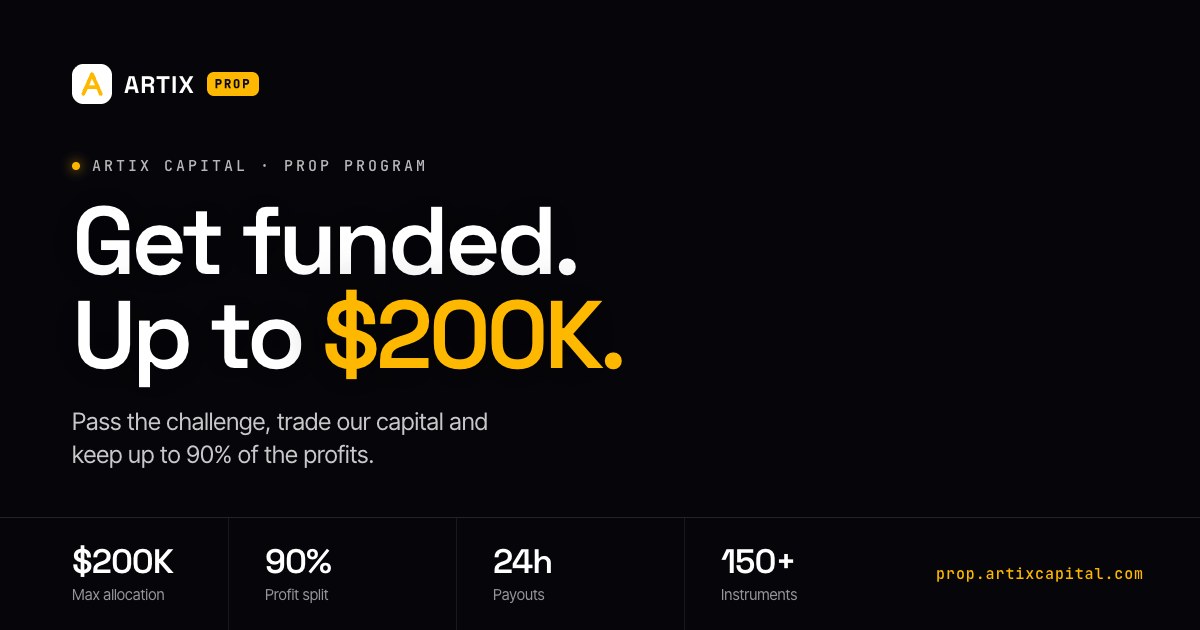 A ARTIX PROP
ARTIX CAPITAL · PROP PROGRAM
Get funded.
Up to $200K.
Pass the challenge, trade our capital and
keep up to 90% of the profits.
$200K 90% 24h 150+
Max allocation Profit split Payouts Instruments
prop.artixcapital.com